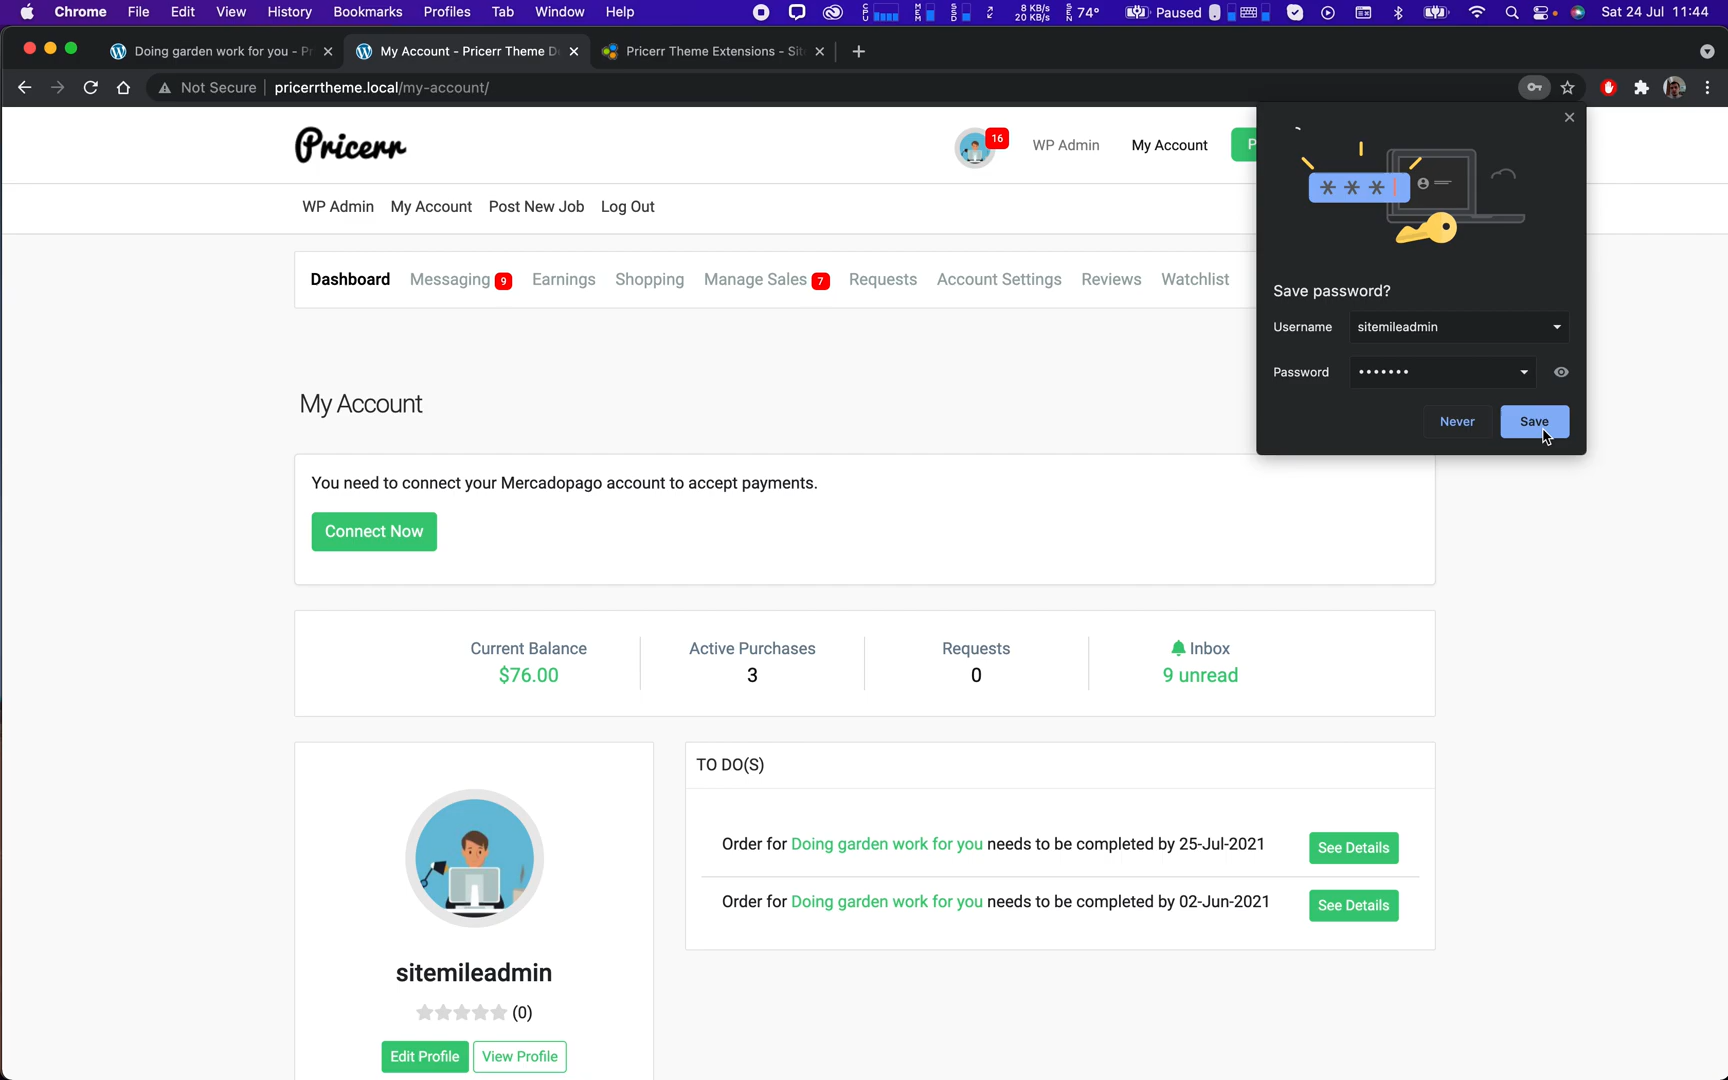 Chrome File Edit View History Bookmarks Profiles Tab Window Help 8 KB/s 20 KB/s 74° Paused Sat 24 Jul 11:44
Doing garden work for you - Pr My Account - Pricerr Theme D Pricerr Theme Extensions - Sit
Not Secure pricerrtheme.local/my-account/
Pricerr
16
WP Admin My Account P
WP Admin My Account Post New Job Log Out
Dashboard Messaging 9 Earnings Shopping Manage Sales 7 Requests Account Settings Reviews Watchlist
Save password?
Username sitemileadmin
Password •••••••
Never Save
My Account
You need to connect your Mercadopago account to accept payments.
Connect Now
Current Balance Active Purchases Requests Inbox
$76.00 3 0 9 unread
TO DO(S)
Order for Doing garden work for you needs to be completed by 25-Jul-2021 See Details
Order for Doing garden work for you needs to be completed by 02-Jun-2021 See Details
sitemileadmin
(0)
Edit Profile View Profile